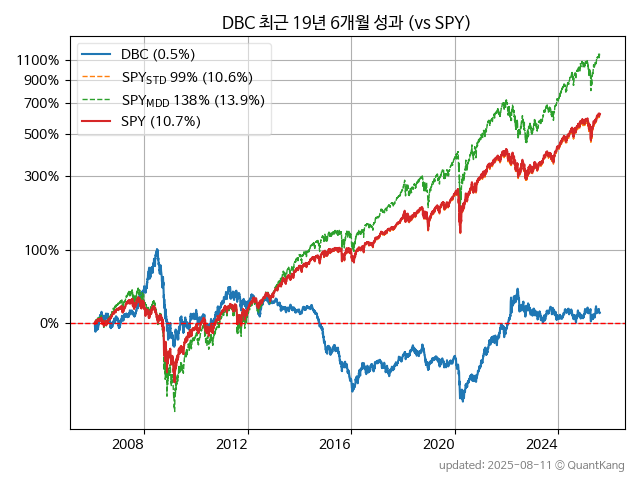 DBC 최근 19년 6개월 성과 (vs SPY)
DBC (0.5%)
SPY_STD 99% (10.6%)
SPY_MDD 138% (13.9%)
SPY (10.7%)
1100%
900%
700%
500%
300%
100%
0%
2008 2012 2016 2020 2024
updated: 2025-08-11 © QuantKang